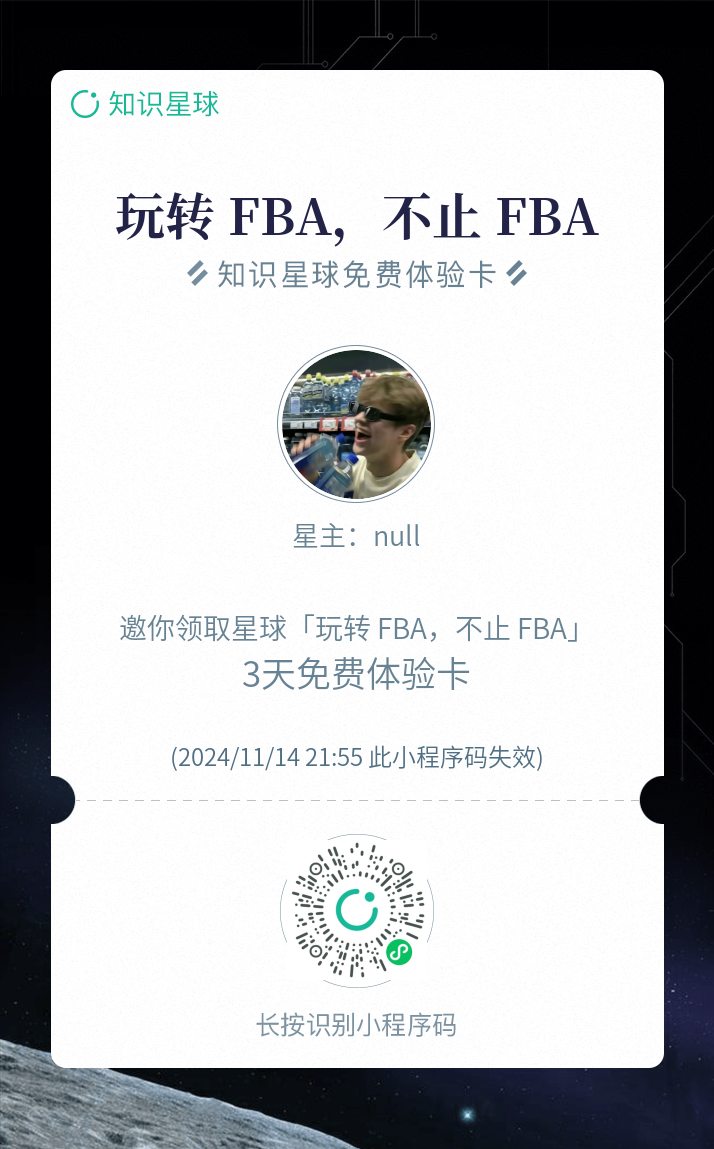 知识星球
玩转 FBA，不止 FBA
知识星球免费体验卡
星主：null
邀你领取星球「玩转 FBA，不止 FBA」
3天免费体验卡
(2024/11/14 21:55 此小程序码失效)
长按识别小程序码